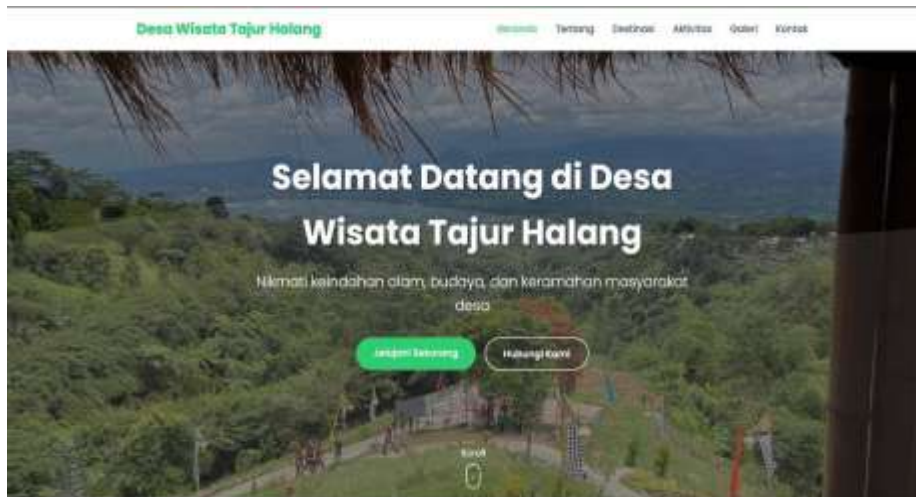 Desa Wisata Tajur Halang
Beranda Tentang Destinasi Aktivitas Galeri Kontak
Selamat Datang di Desa
Wisata Tajur Halang
Nikmati keindahan alam, budaya, dan keramahan masyarakat
desa
Jelajahi Sekarang Hubungi Kami
Scroll